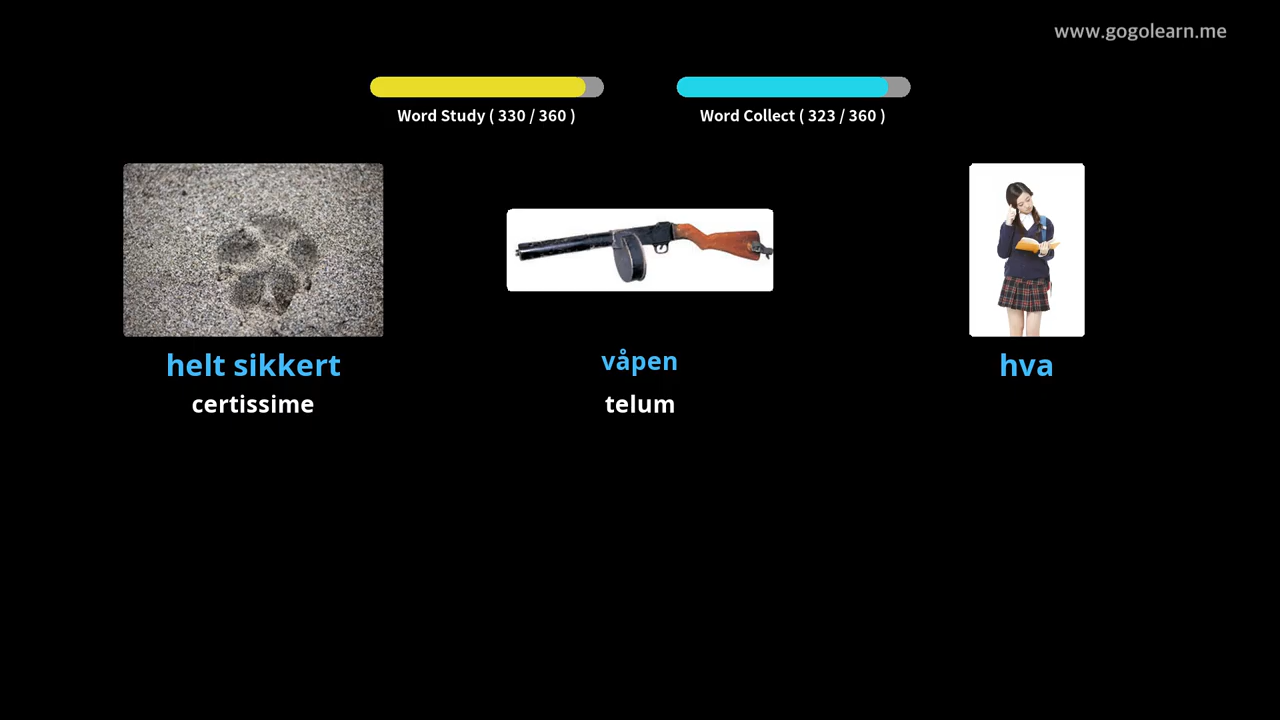 www.gogolearn.me
Word Study ( 330 / 360 )
Word Collect ( 323 / 360 )
helt sikkert
certissime
våpen
telum
hva